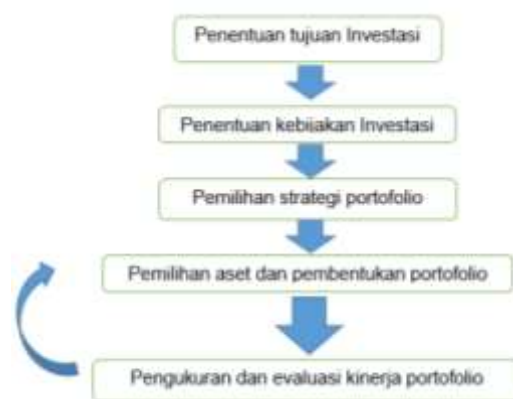 Penentuan tujuan Investasi
Penentuan kebijakan Investasi
Pemilihan strategi portofolio
Pemilihan aset dan pembentukan portofolio
Pengukuran dan evaluasi kinerja portofolio